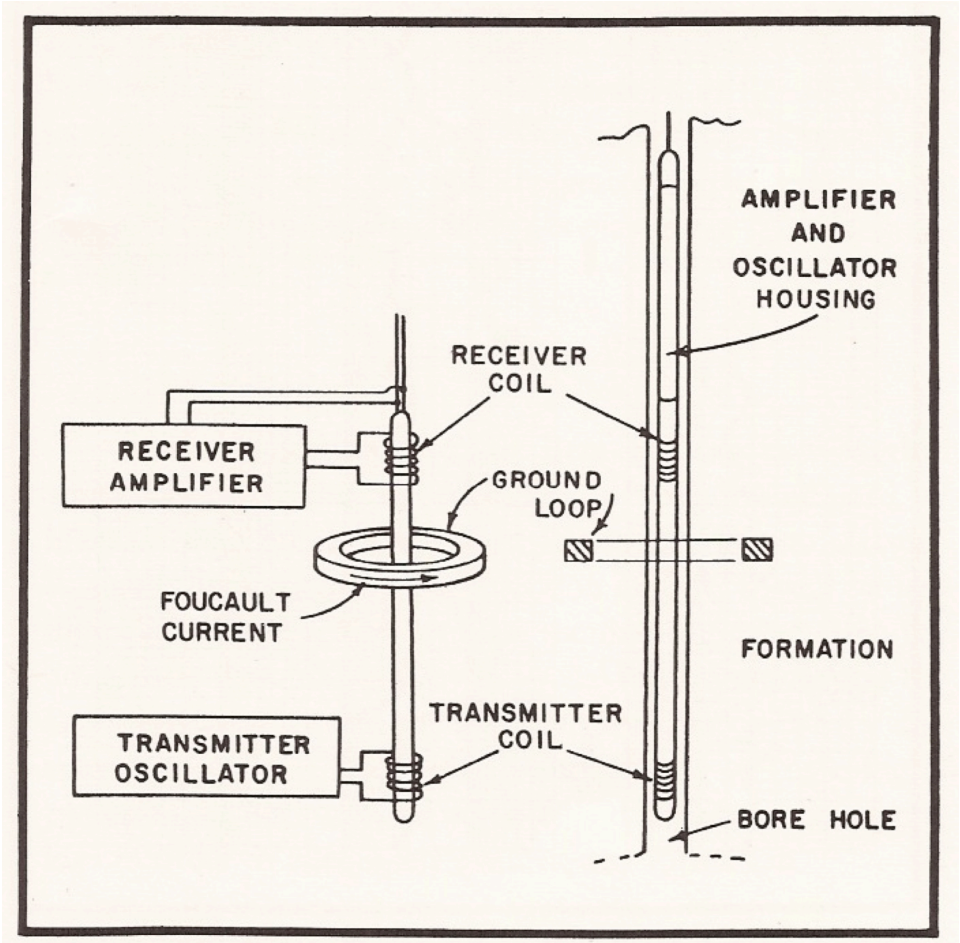 AMPLIFIER
AND
OSCILLATOR
HOUSING
RECEIVER
COIL
RECEIVER
AMPLIFIER
GROUND
LOOP
FOUCAULT
CURRENT
FORMATION
TRANSMITTER
COIL
TRANSMITTER
OSCILLATOR
BORE HOLE